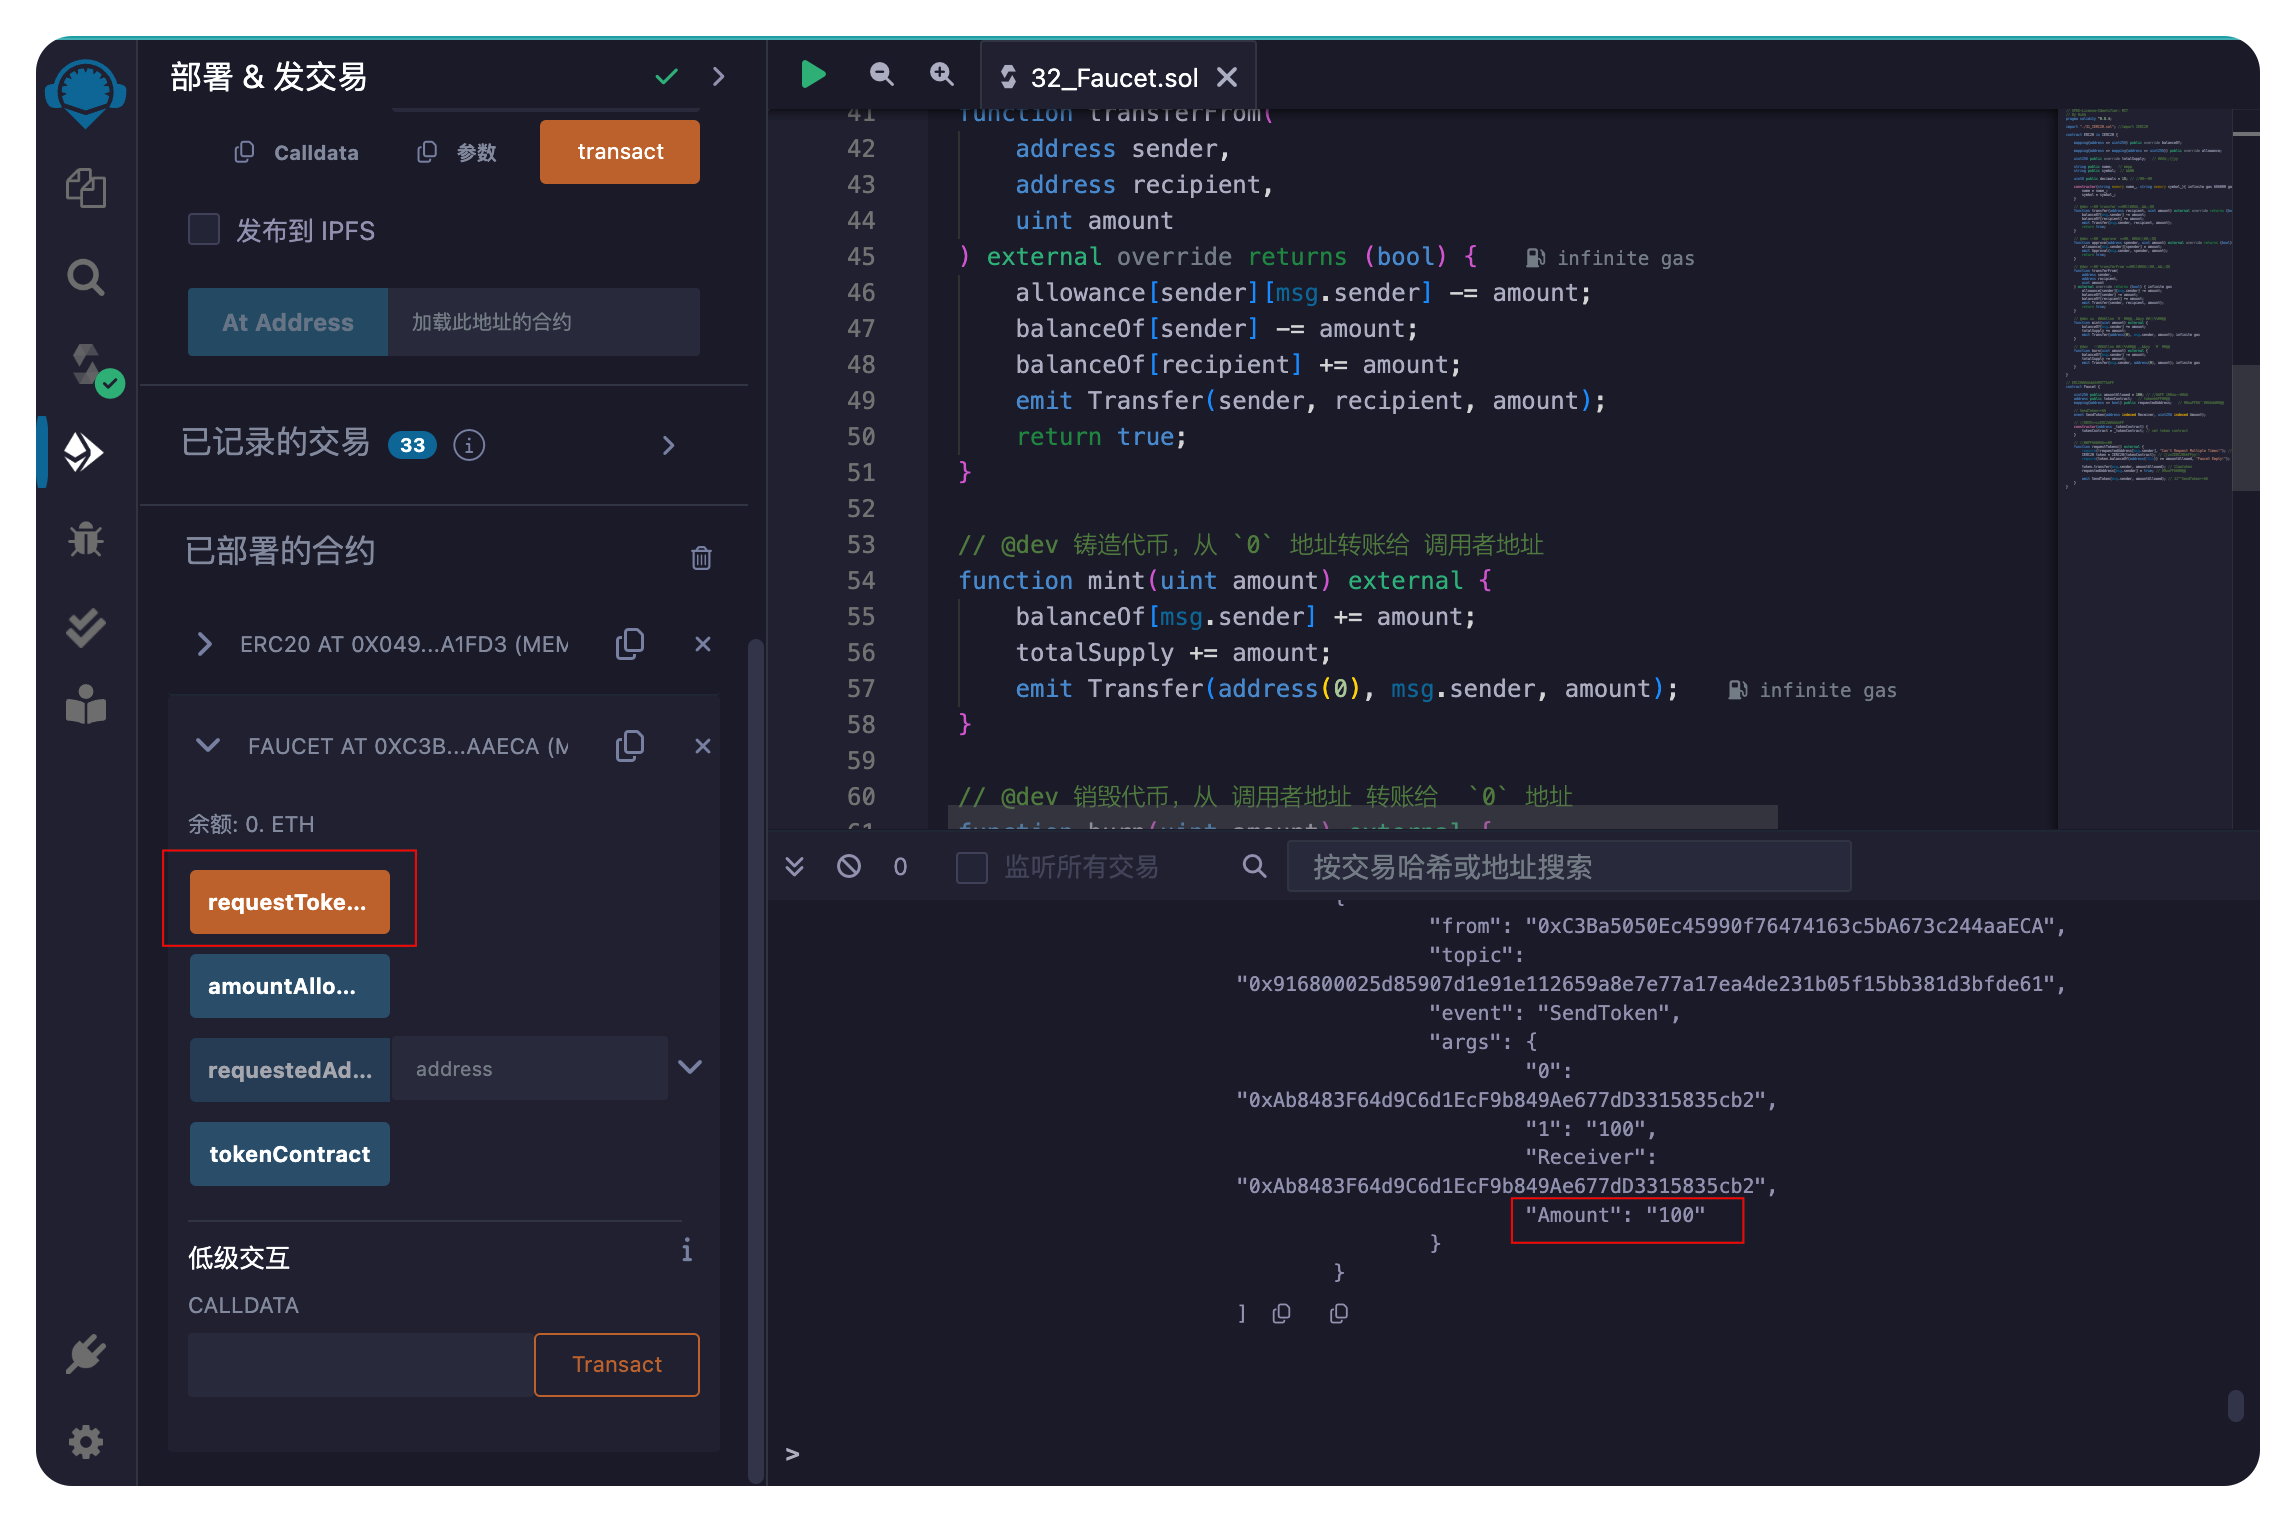 部署 & 发交易
Calldata
参数
transact
发布到 IPFS
At Address
加载此地址的合约
已记录的交易 33
已部署的合约
ERC20 AT 0X049...A1FD3 (MEM
FAUCET AT 0XC3B...AAECA (M
余额: 0. ETH
requestToke...
amountAllo...
requestedAd...
address
tokenContract
低级交互
CALLDATA
Transact
32_Faucet.sol
41 function transferFrom(
42 address sender,
43 address recipient,
44 uint amount
45 ) external override returns (bool) { infinite gas
46 allowance[sender][msg.sender] -= amount;
47 balanceOf[sender] -= amount;
48 balanceOf[recipient] += amount;
49 emit Transfer(sender, recipient, amount);
50 return true;
51 }
52
53 // @dev 铸造代币，从 `0` 地址转账给 调用者地址
54 function mint(uint amount) external {
55 balanceOf[msg.sender] += amount;
56 totalSupply += amount;
57 emit Transfer(address(0), msg.sender, amount); infinite gas
58 }
59
60 // @dev 销毁代币，从 调用者地址 转账给 `0` 地址
61 function burn(uint amount) external {
0
监听所有交易
按交易哈希或地址搜索
{
"from": "0xC3Ba5050Ec45990f76474163c5bA673c244aaECA",
"topic":
"0x916800025d85907d1e91e112659a8e7e77a17ea4de231b05f15bb381d3bfde61",
"event": "SendToken",
"args": {
"0":
"0xAb8483F64d9C6d1EcF9b849Ae677dD3315835cb2",
"1": "100",
"Receiver":
"0xAb8483F64d9C6d1EcF9b849Ae677dD3315835cb2",
"Amount": "100"
}
}
]
>